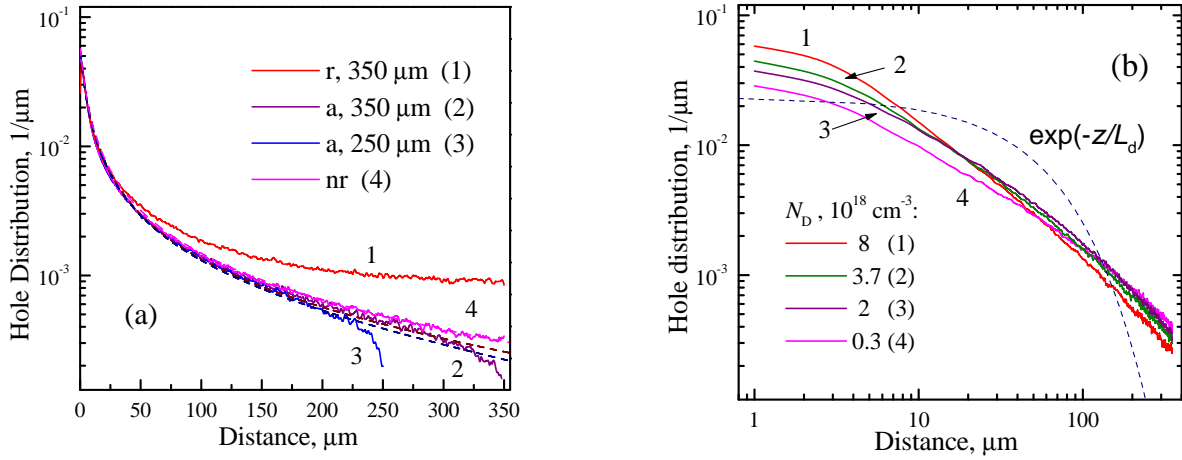 10⁻¹
10⁻²
10⁻³
Hole Distribution, 1/μm
r, 350 μm (1)
a, 350 μm (2)
a, 250 μm (3)
nr (4)
1
4
(a)
3
2
0 50 100 150 200 250 300 350
Distance, μm
10⁻¹
10⁻²
10⁻³
Hole distribution, 1/μm
1
2
(b)
3
exp(-z/L_d)
4
N_D , 10¹⁸ cm⁻³:
8 (1)
3.7 (2)
2 (3)
0.3 (4)
1 10 100
Distance, μm